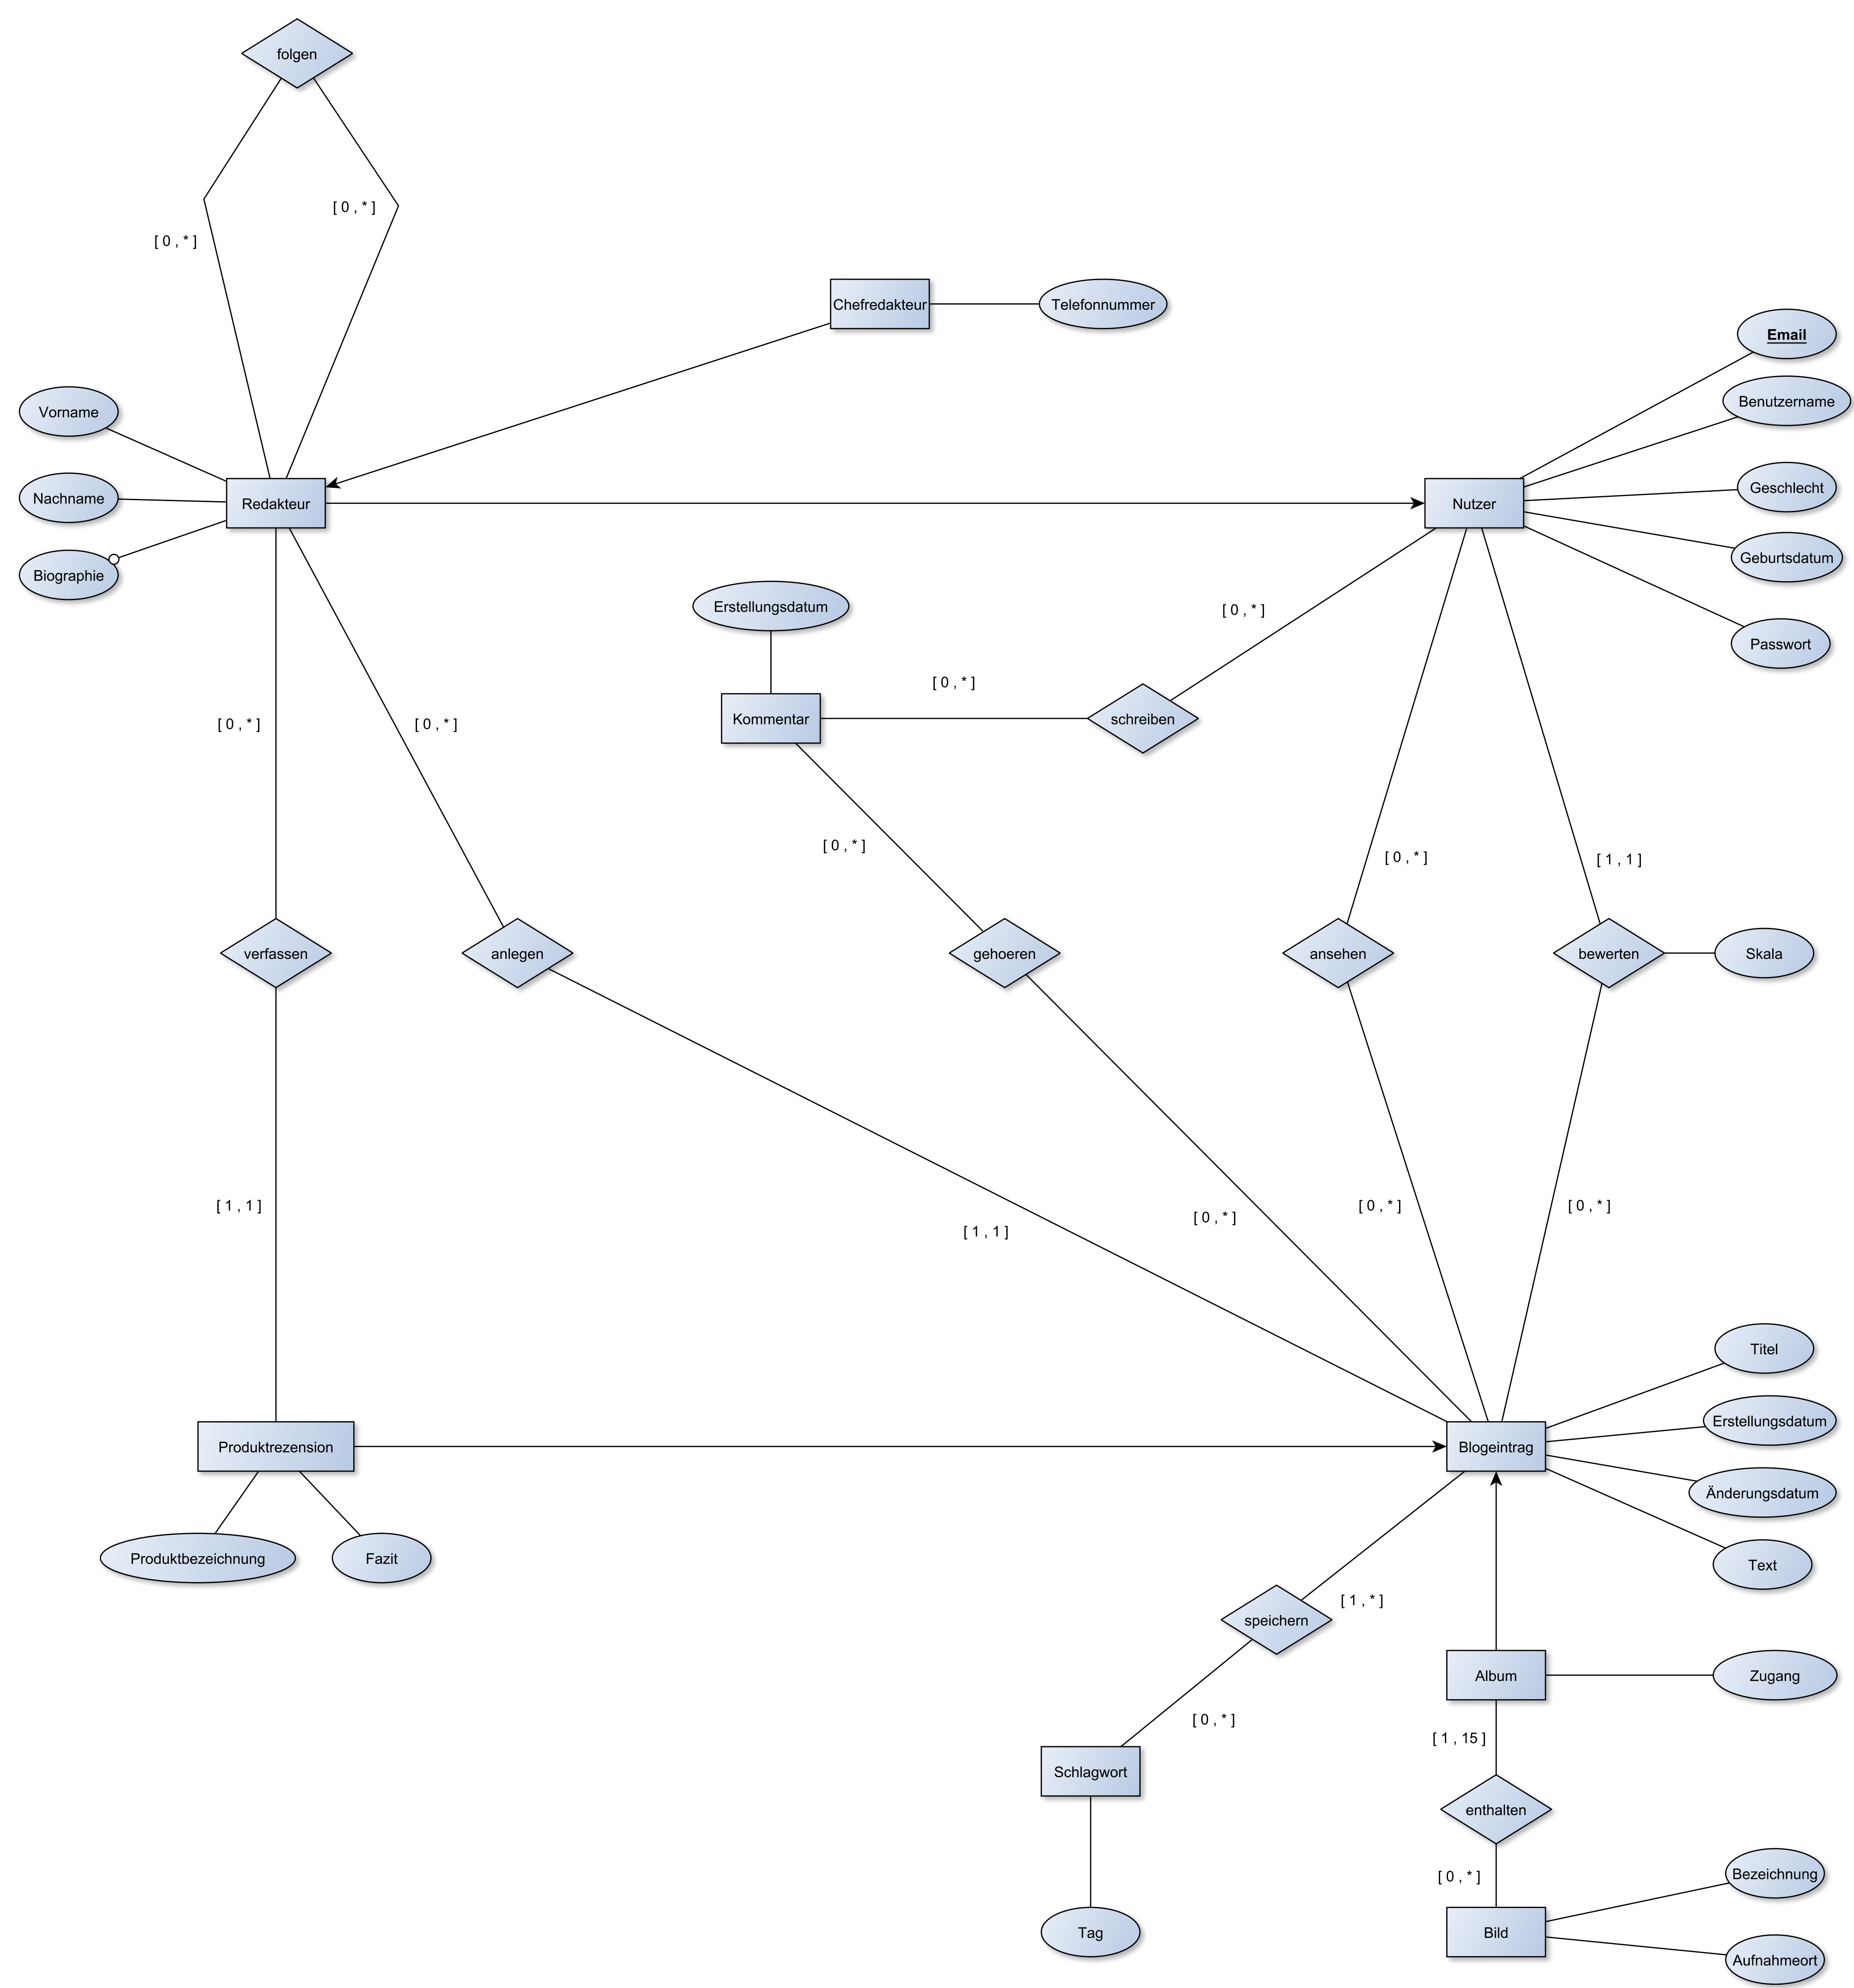 folgen
[ 0 , * ]
[ 0 , * ]
Chefredakteur
Telefonnummer
Email
Benutzername
Vorname
Nachname
Redakteur
Nutzer
Geschlecht
Biographie
Geburtsdatum
Erstellungsdatum
[ 0 , * ]
Passwort
[ 0 , * ]
Kommentar
schreiben
[ 0 , * ]
[ 0 , * ]
[ 0 , * ]
[ 0 , * ]
[ 1 , 1 ]
verfassen
anlegen
gehoeren
ansehen
bewerten
Skala
[ 1 , 1 ]
[ 1 , 1 ]
[ 0 , * ]
[ 0 , * ]
[ 0 , * ]
Titel
Erstellungsdatum
Produktrezension
Blogeintrag
Änderungsdatum
Produktbezeichnung
Fazit
Text
speichern
[ 1 , * ]
Album
Zugang
[ 0 , * ]
[ 1 , 15 ]
Schlagwort
enthalten
[ 0 , * ]
Bezeichnung
Tag
Bild
Aufnahmeort